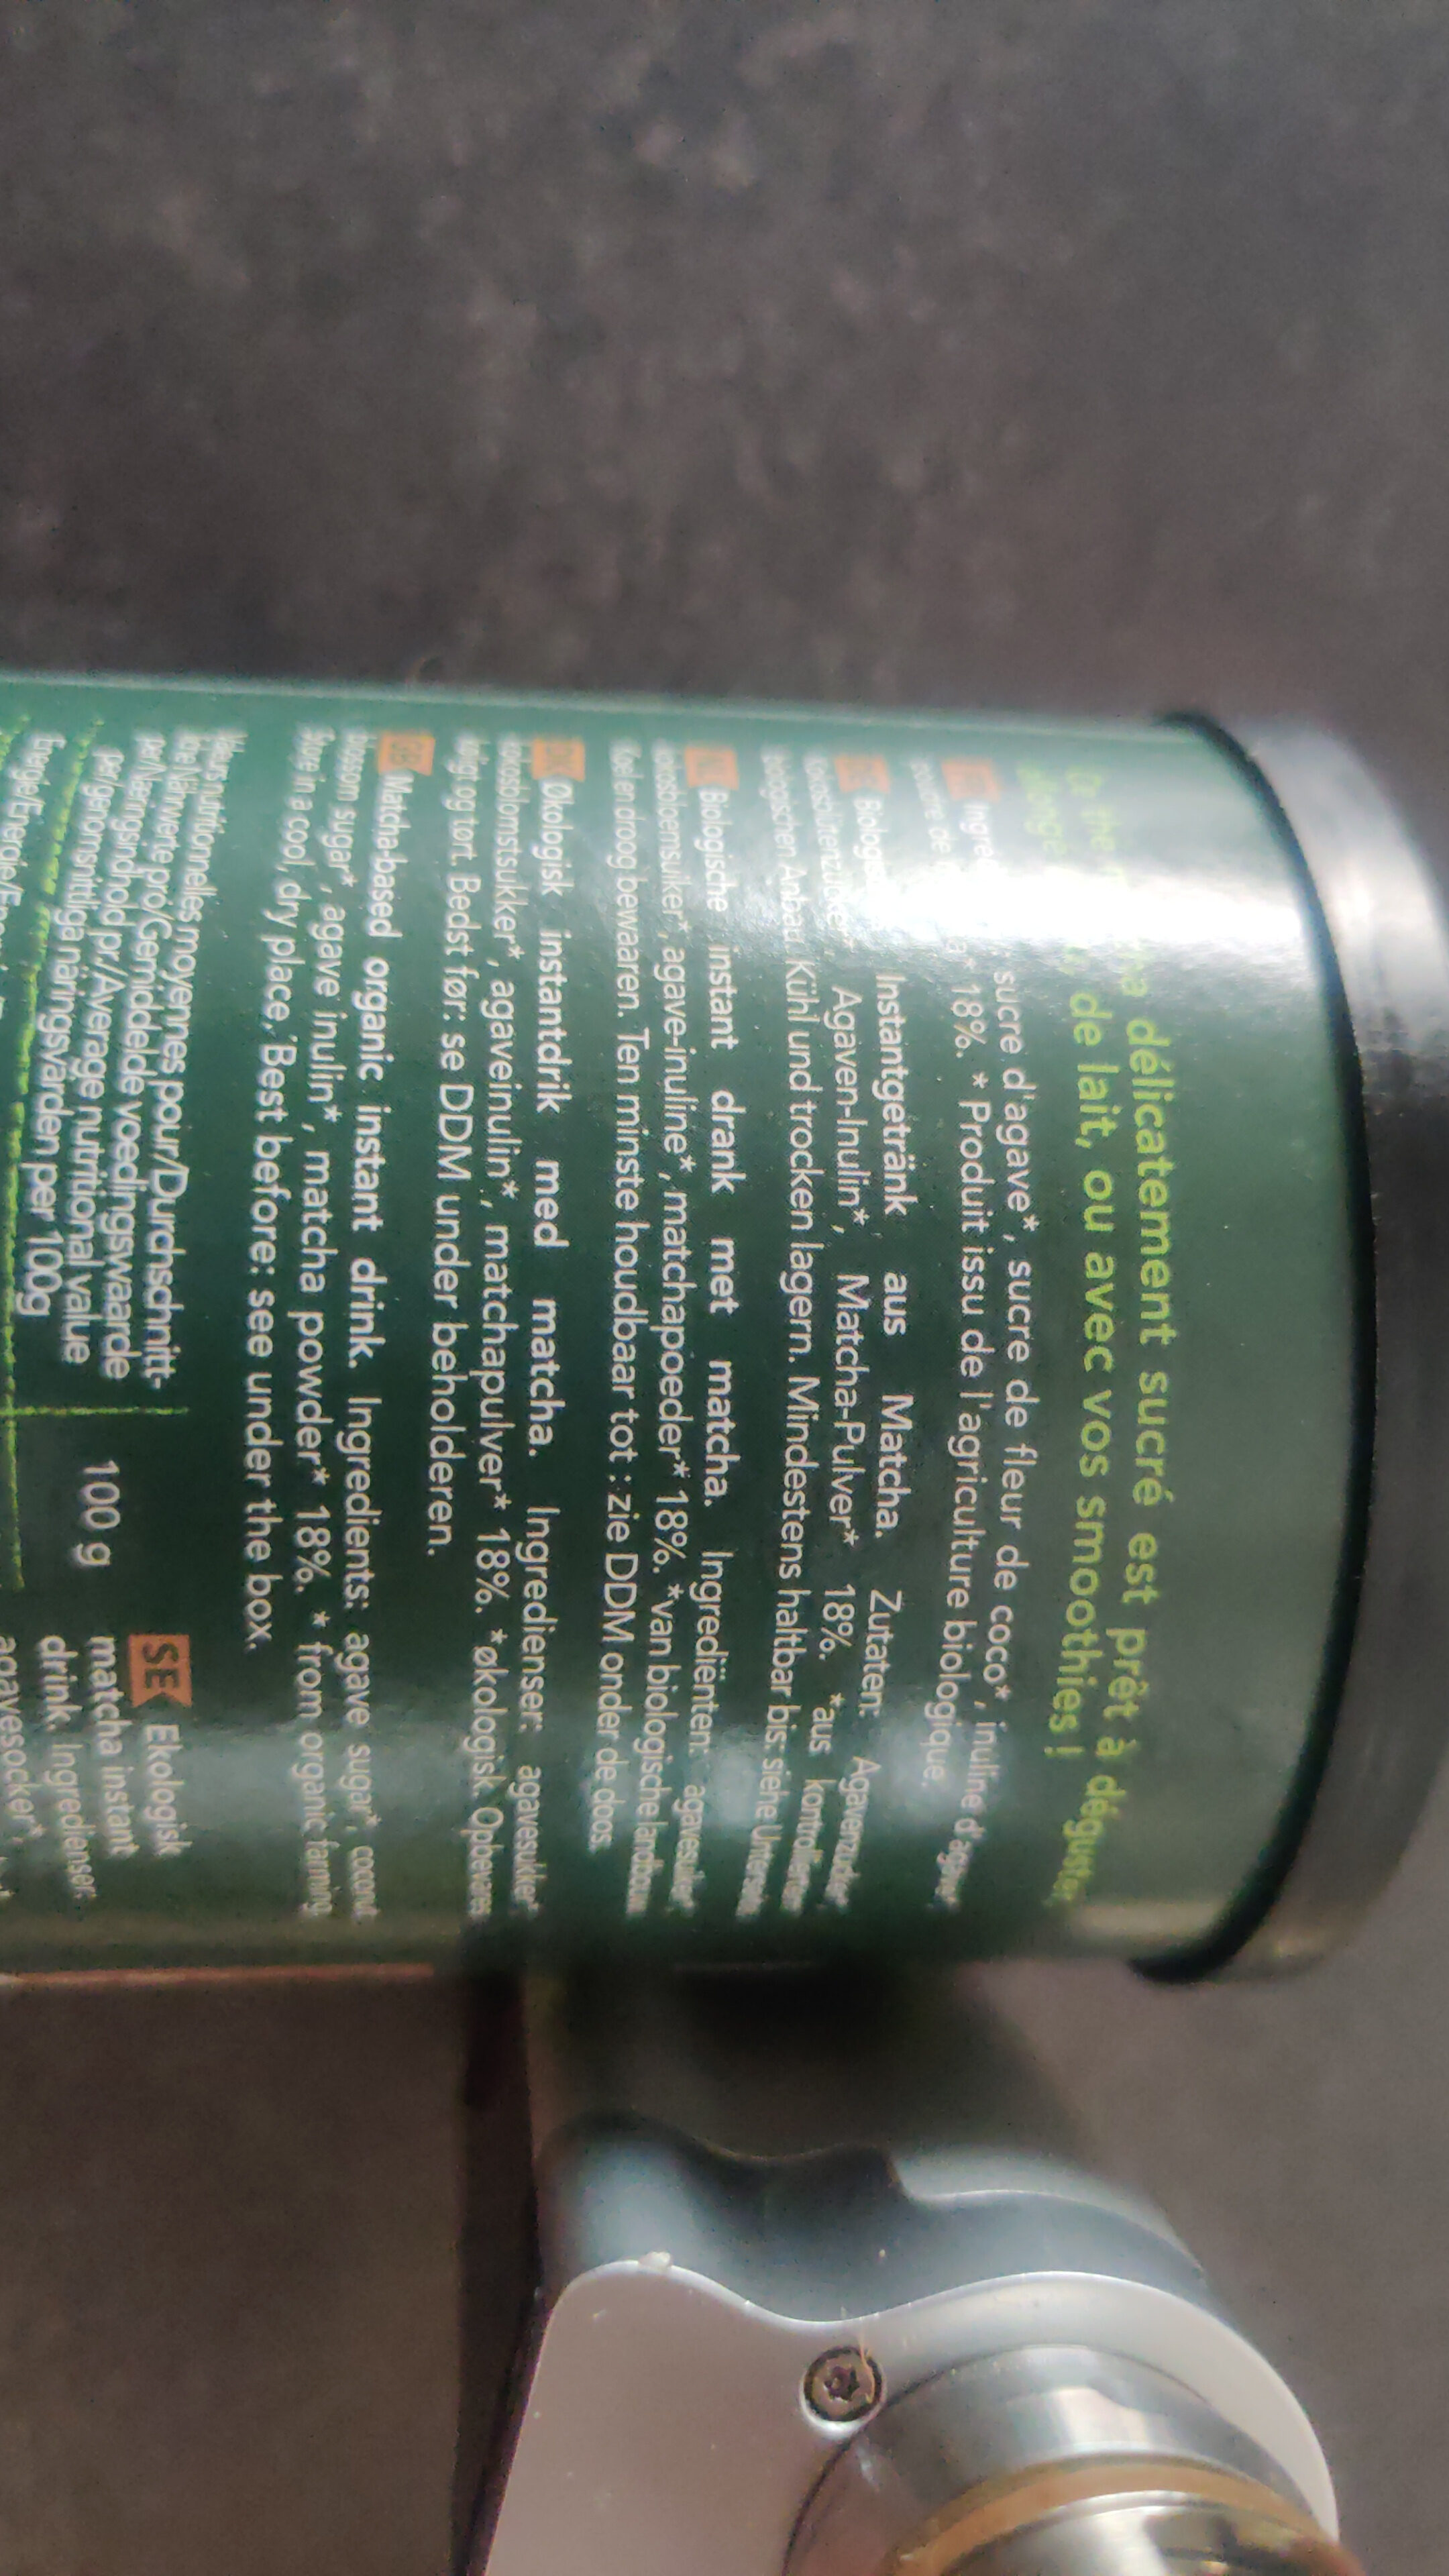 délicatement sucré est prêt à déguster
de lait, ou avec vos smoothies !
sucre d'agave*, sucre de fleur de coco*, inuline d'agave*
18%. * Produit issu de l'agriculture biologique.
DE Instantgetränk aus Matcha. Zutaten: Agavenzucker*
Agaven-Inulin*, Matcha-Pulver* 18%. *aus kontrolliert
biologischen Anbau. Kühl und trocken lagern. Mindestens haltbar bis: siehe
NL Biologische instant drank met matcha. Ingrediënten: agavesuiker*
agave-inuline*, matchapoeder* 18%. *van biologische landbouw
Koel en droog bewaaren. Ten minste houdbaar tot : zie DDM onder de doos.
DK Økologisk instantdrik med matcha. Ingredienser: agavesukker*
kokosblomstsukker*, agaveinulin*, matchapulver* 18%. *økologisk. Opbevares
køligt og tørt. Bedst før: se DDM under beholderen.
GB Matcha-based organic instant drink. Ingredients: agave sugar*, coconut
blossom sugar*, agave inulin*, matcha powder* 18%. * from organic farming.
Store in a cool, dry place. Best before: see under the box.
nutritionnelles moyennes pour/Durchschnitt-
liche Nährwerte pro/Gemiddelde voedingswaarde
per/Næringsindhold pr./Average nutritional value
per/genomsnittliga näringsvärden per 100g
100 g
Energie/
SE Ekologisk
matcha instant
drink. Ingredienser:
agavesocker*,